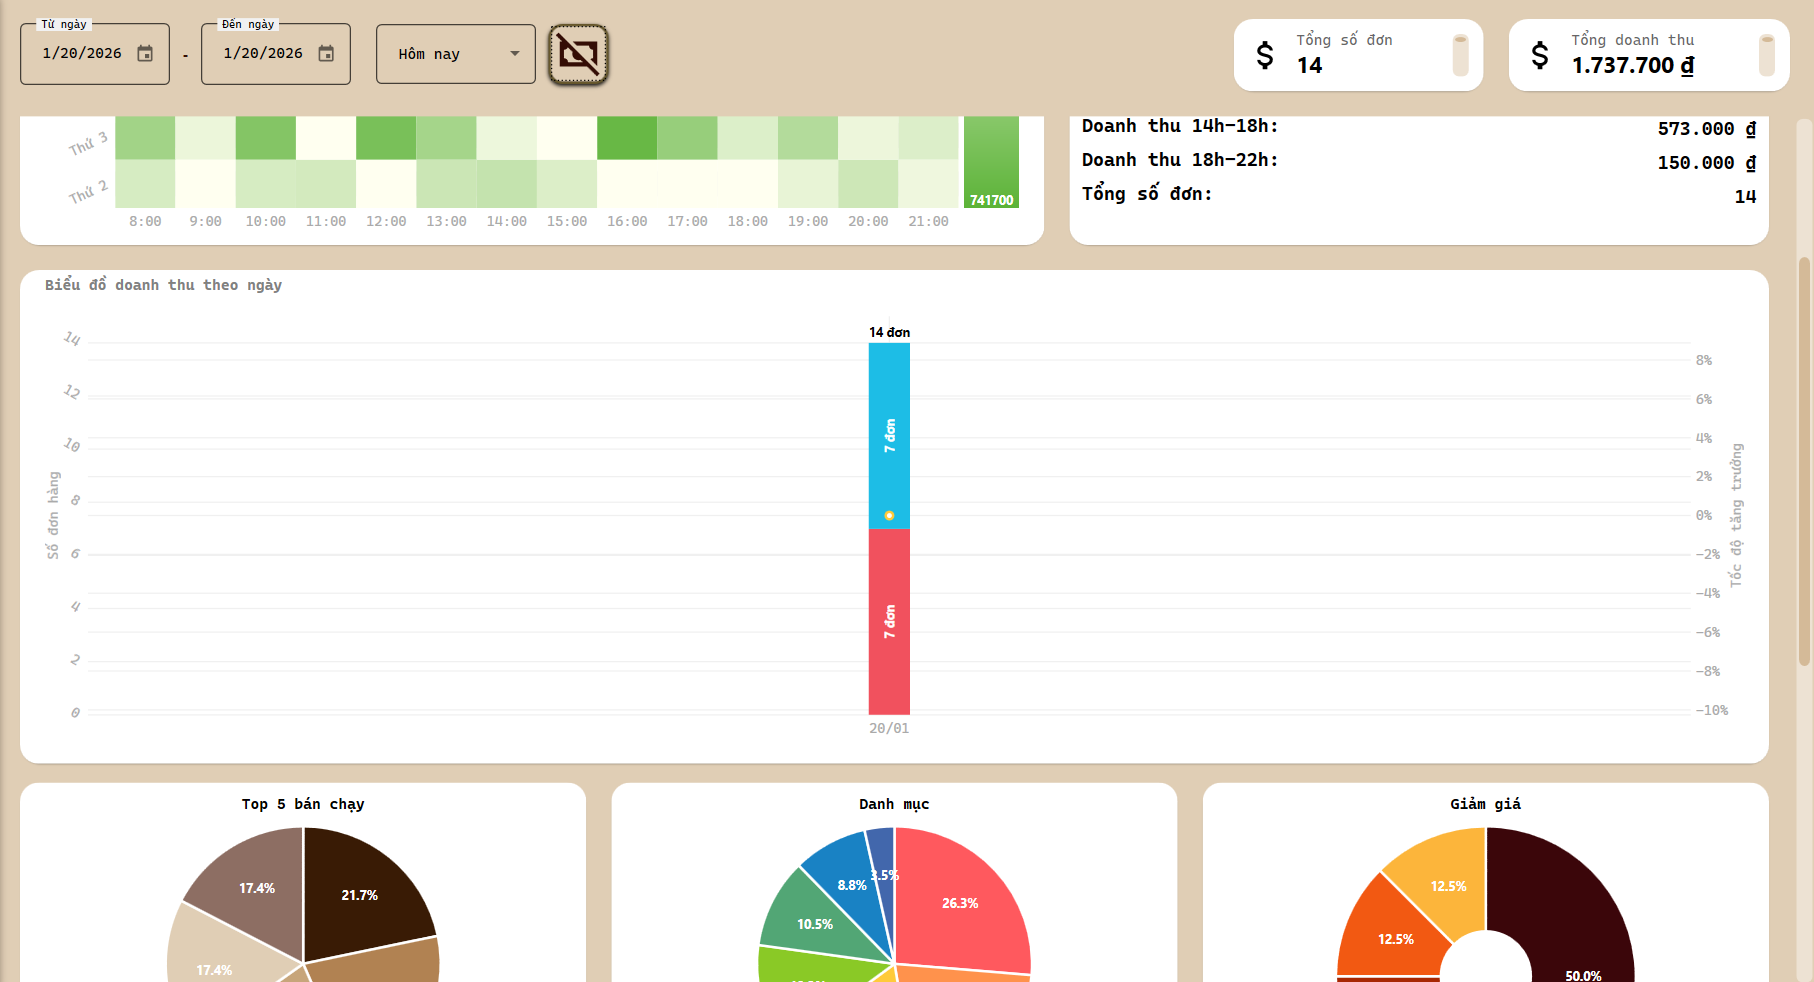 Từ ngày
1/20/2026
-
Đến ngày
1/20/2026
Hôm nay
Tổng số đơn
14
Tổng doanh thu
1.737.700 ₫
Thứ 3
Thứ 2
741700
8:00 9:00 10:00 11:00 12:00 13:00 14:00 15:00 16:00 17:00 18:00 19:00 20:00 21:00
Doanh thu 14h-18h: 573.000 ₫
Doanh thu 18h-22h: 150.000 ₫
Tổng số đơn: 14
Biểu đồ doanh thu theo ngày
14 đơn
7 đơn
7 đơn
14
12
10
8
6
4
2
0
Số đơn hàng
8%
6%
4%
2%
0%
-2%
-4%
-6%
-8%
-10%
Tốc độ tăng trưởng
20/01
Top 5 bán chạy
17.4%
21.7%
17.4%
Danh mục
3.5%
8.8%
26.3%
10.5%
Giảm giá
12.5%
12.5%
50.0%